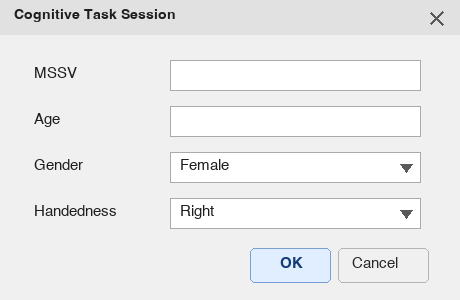 Cognitive Task Session
MSSV
Age
Gender Female
Handedness Right
OK Cancel